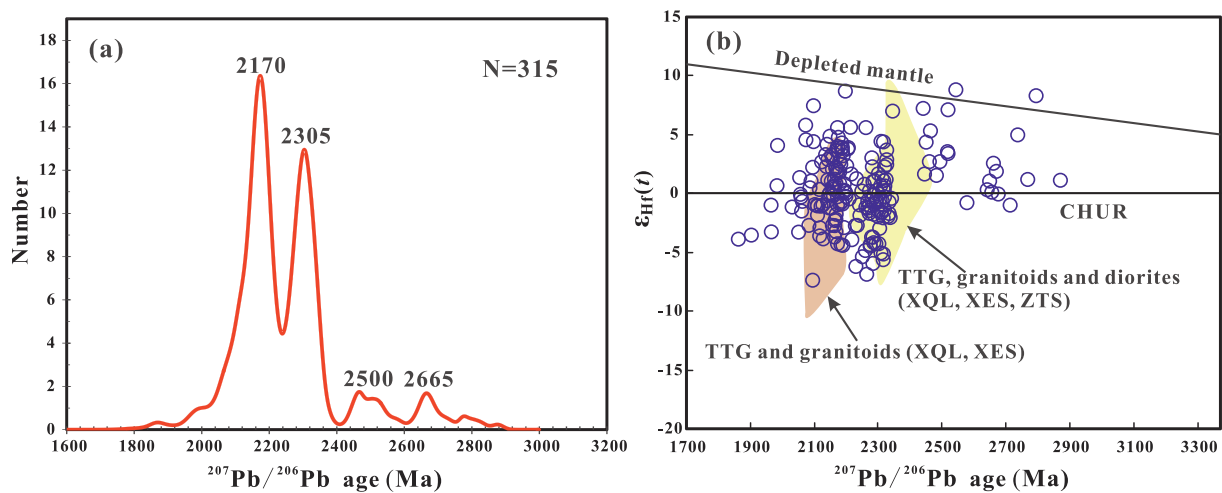 (a)
N=315
2170
2305
2500
2665
Number
18
16
14
12
10
8
6
4
2
0
1600 1800 2000 2200 2400 2600 2800 3000 3200
²⁰⁷Pb/²⁰⁶Pb age (Ma)
(b)
Depleted mantle
CHUR
TTG, granitoids and diorites
(XQL, XES, ZTS)
TTG and granitoids (XQL, XES)
εHf(t)
15
10
5
0
-5
-10
-15
-20
1700 1900 2100 2300 2500 2700 2900 3100 3300
²⁰⁷Pb/²⁰⁶Pb age (Ma)